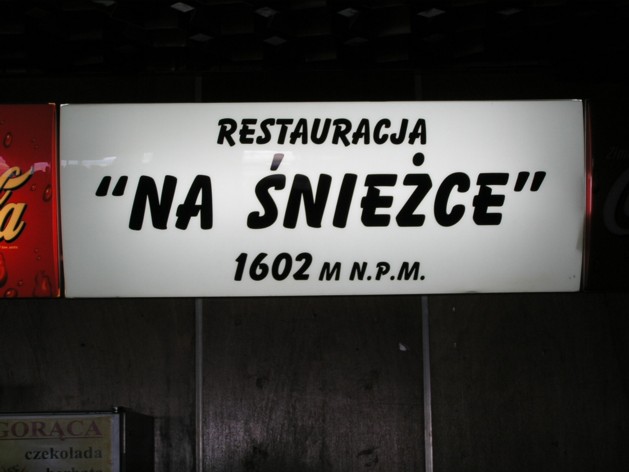 RESTAURACJA
"NA ŚNIEŻCE"
1602 M N.P.M.
GORĄCA
czekolada